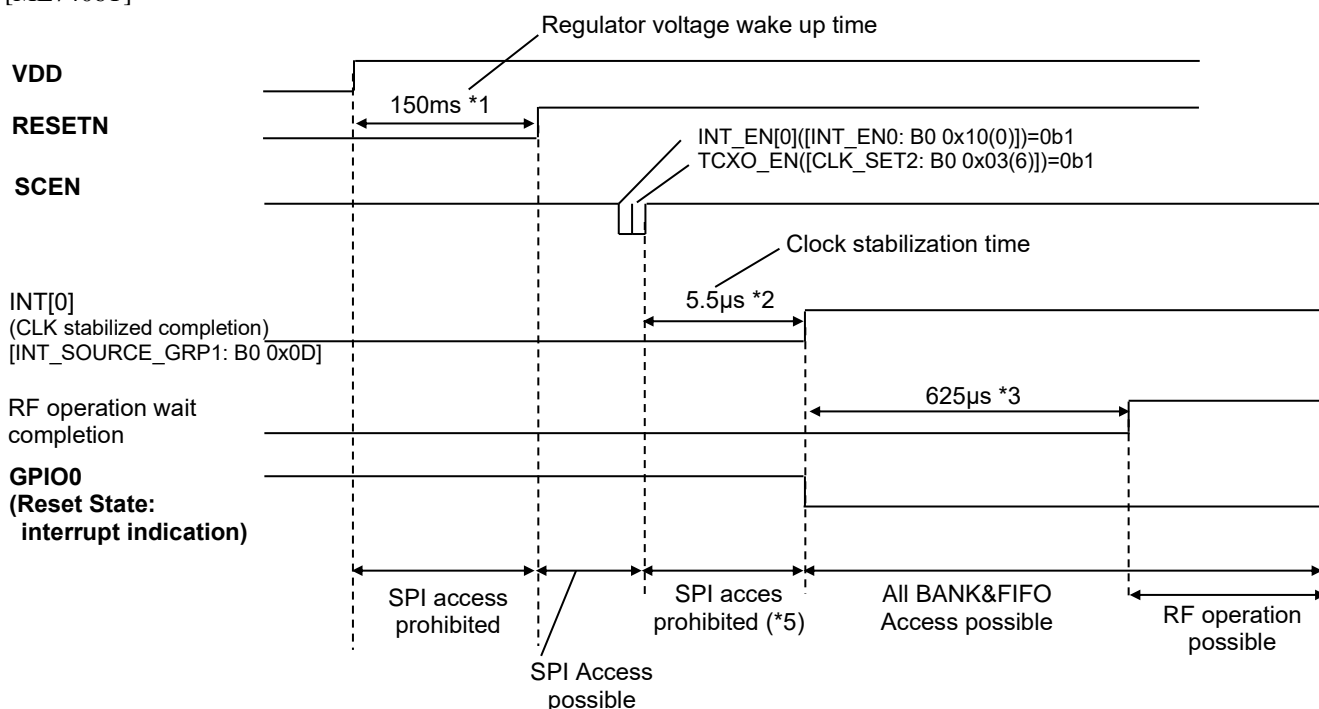 Regulator voltage wake up time
VDD
150ms *1
RESETN
INT_EN[0]([INT_EN0: B0 0x10(0)])=0b1
TCXO_EN([CLK_SET2: B0 0x03(6)])=0b1
SCEN
Clock stabilization time
INT[0]
(CLK stabilized completion)
[INT_SOURCE_GRP1: B0 0x0D]
5.5µs *2
RF operation wait
completion
625µs *3
GPIO0
(Reset State:
interrupt indication)
SPI access
prohibited
SPI Access
possible
SPI acces
prohibited (*5)
All BANK&FIFO
Access possible
RF operation
possible